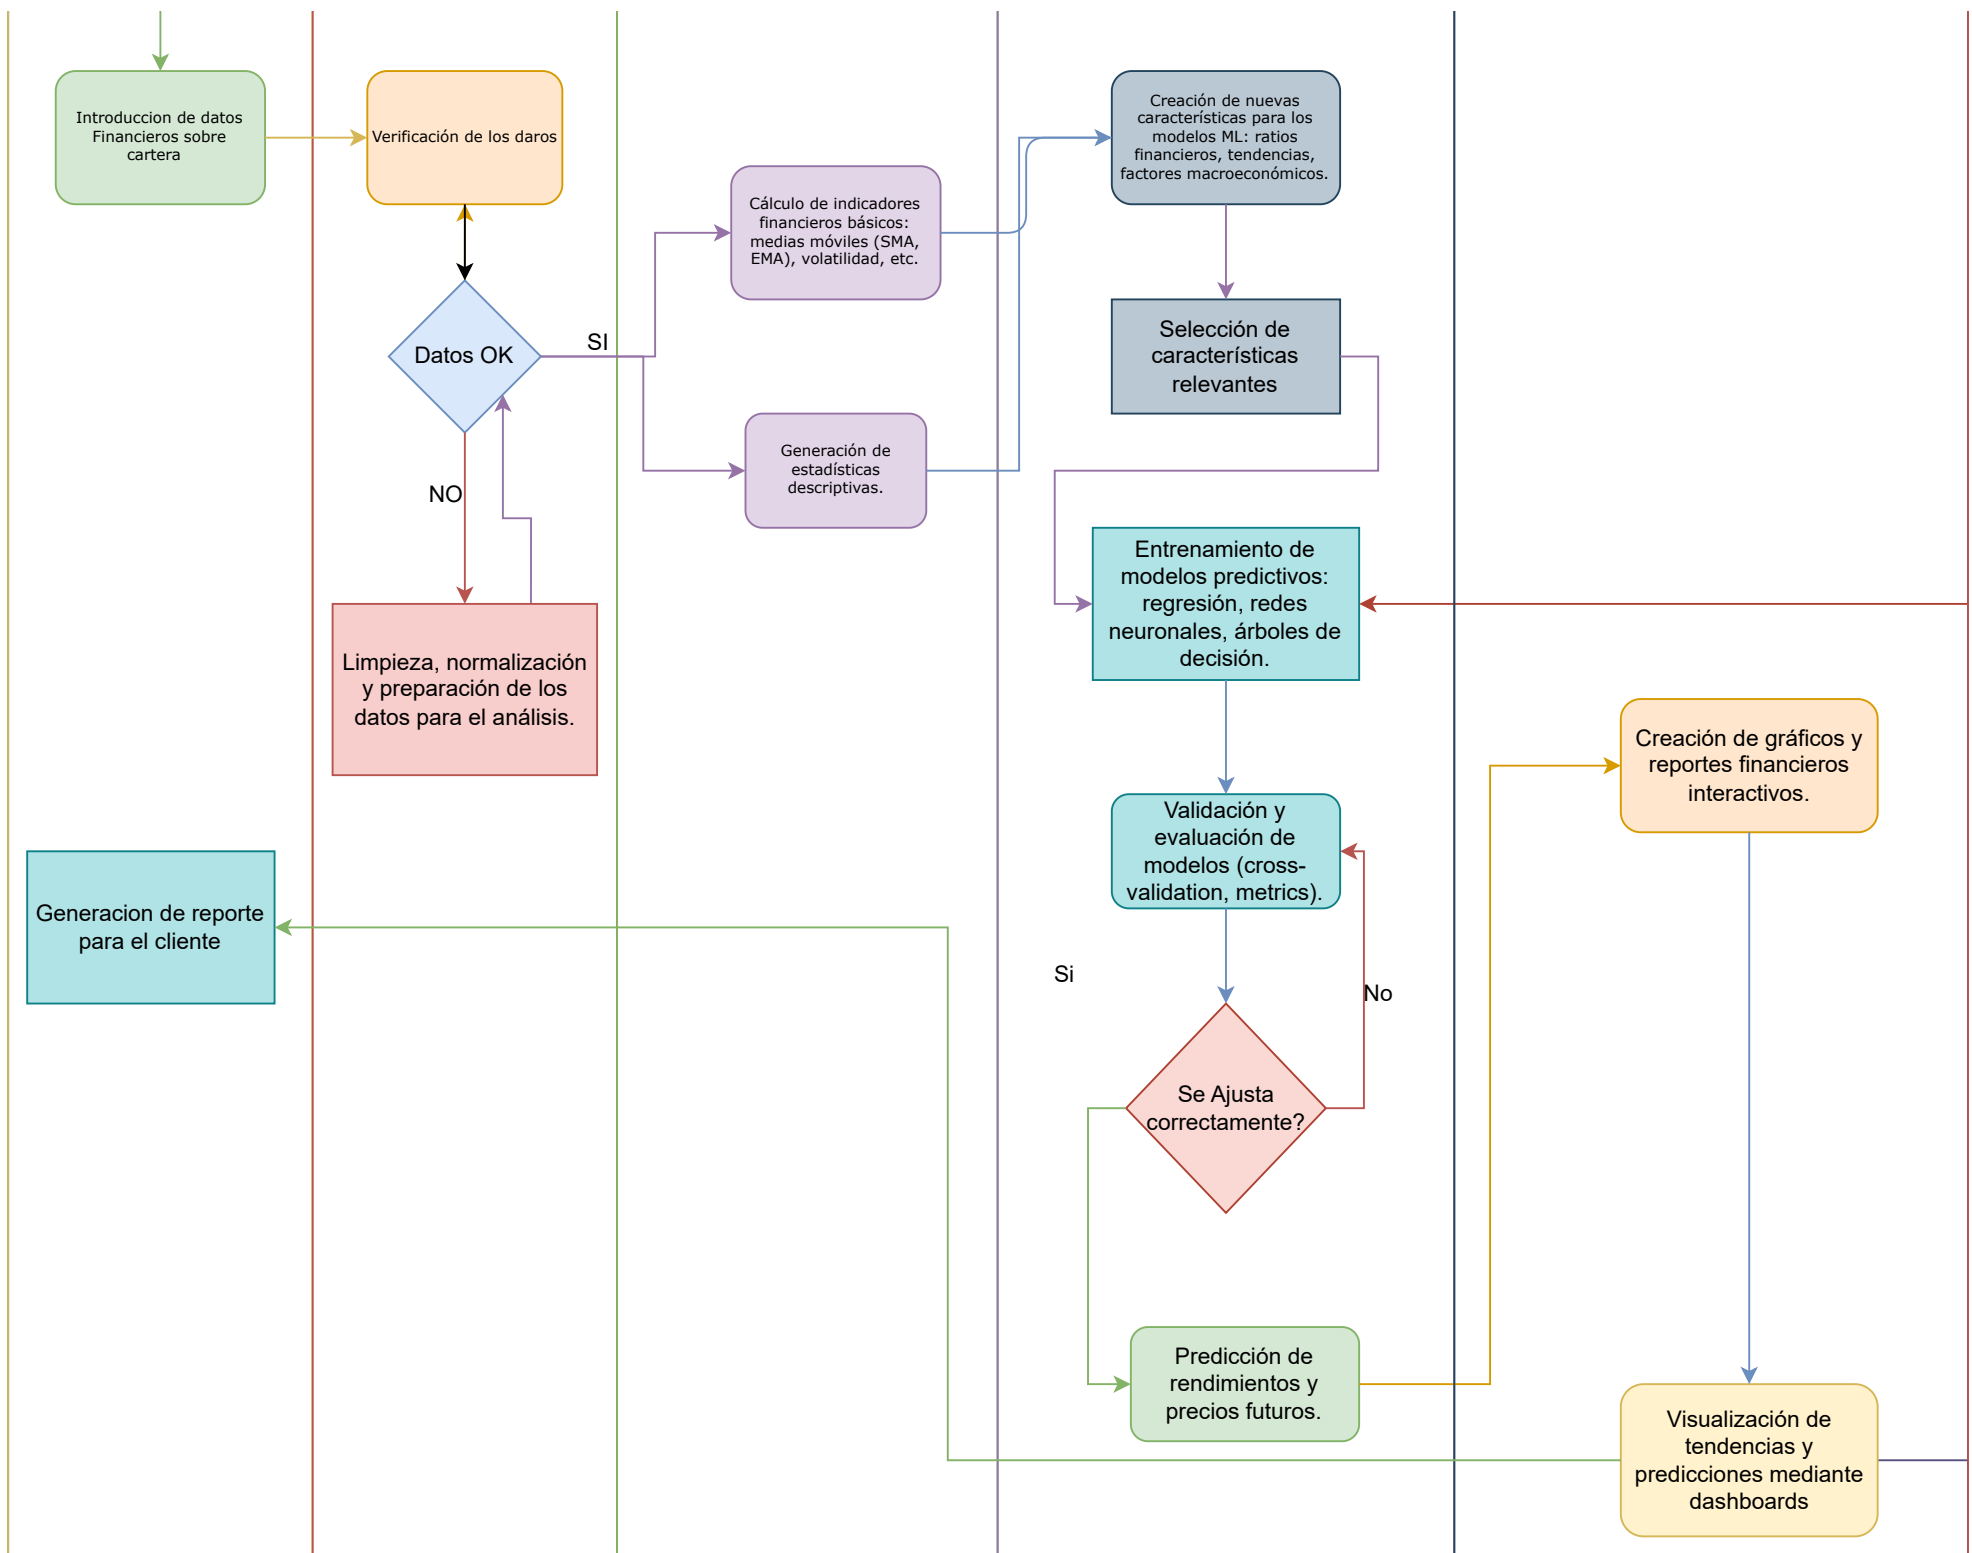 Introduccion de datos
Financieros sobre
cartera
Verificación de los daros
Datos OK
SI
NO
Limpieza, normalización
y preparación de los
datos para el análisis.
Cálculo de indicadores
financieros básicos:
medias móviles (SMA,
EMA), volatilidad, etc.
Generación de
estadísticas
descriptivas.
Creación de nuevas
características para los
modelos ML: ratios
financieros, tendencias,
factores macroeconómicos.
Selección de
características
relevantes
Entrenamiento de
modelos predictivos:
regresión, redes
neuronales, árboles de
decisión.
Validación y
evaluación de
modelos (cross-
validation, metrics).
Si
No
Se Ajusta
correctamente?
Predicción de
rendimientos y
precios futuros.
Creación de gráficos y
reportes financieros
interactivos.
Visualización de
tendencias y
predicciones mediante
dashboards
Generacion de reporte
para el cliente